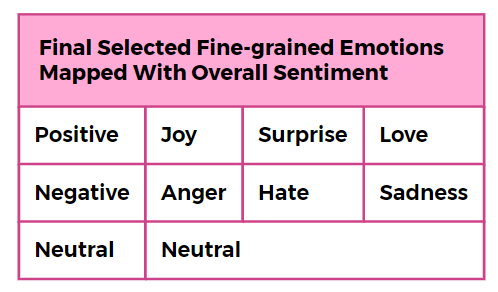 Final Selected Fine-grained Emotions
Mapped With Overall Sentiment
Positive Joy Surprise Love
Negative Anger Hate Sadness
Neutral Neutral